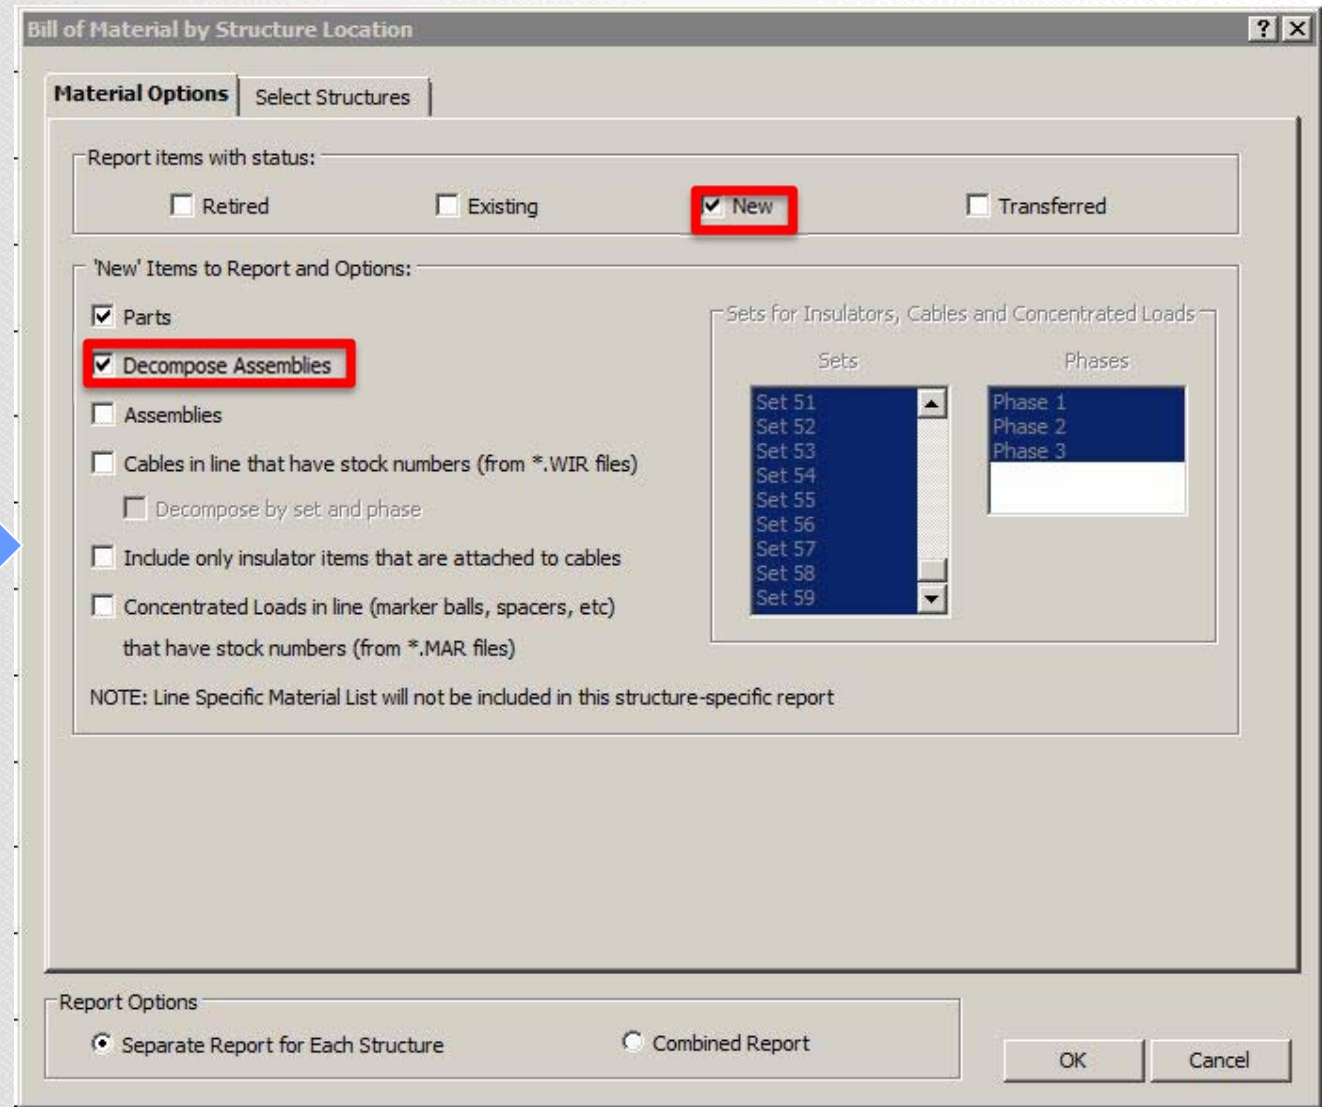 Bill of Material by Structure Location
Material Options
Select Structures
Report items with status:
Retired
Existing
New
Transferred
'New' Items to Report and Options:
Parts
Decompose Assemblies
Assemblies
Cables in line that have stock numbers (from *.WIR files)
Decompose by set and phase
Include only insulator items that are attached to cables
Concentrated Loads in line (marker balls, spacers, etc)
that have stock numbers (from *.MAR files)
Sets for Insulators, Cables and Concentrated Loads
Sets
Phases
Set 51
Set 52
Set 53
Set 54
Set 55
Set 56
Set 57
Set 58
Set 59
Phase 1
Phase 2
Phase 3
NOTE: Line Specific Material List will not be included in this structure-specific report
Report Options
Separate Report for Each Structure
Combined Report
OK
Cancel